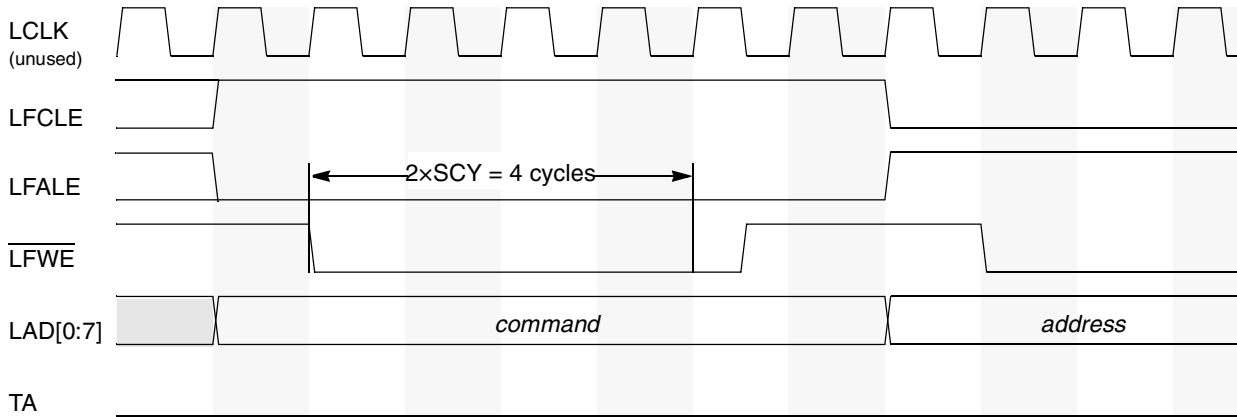 LCLK
(unused)
LFCLE
LFALE
2×SCY = 4 cycles
LFWE
LAD[0:7]
command
address
TA